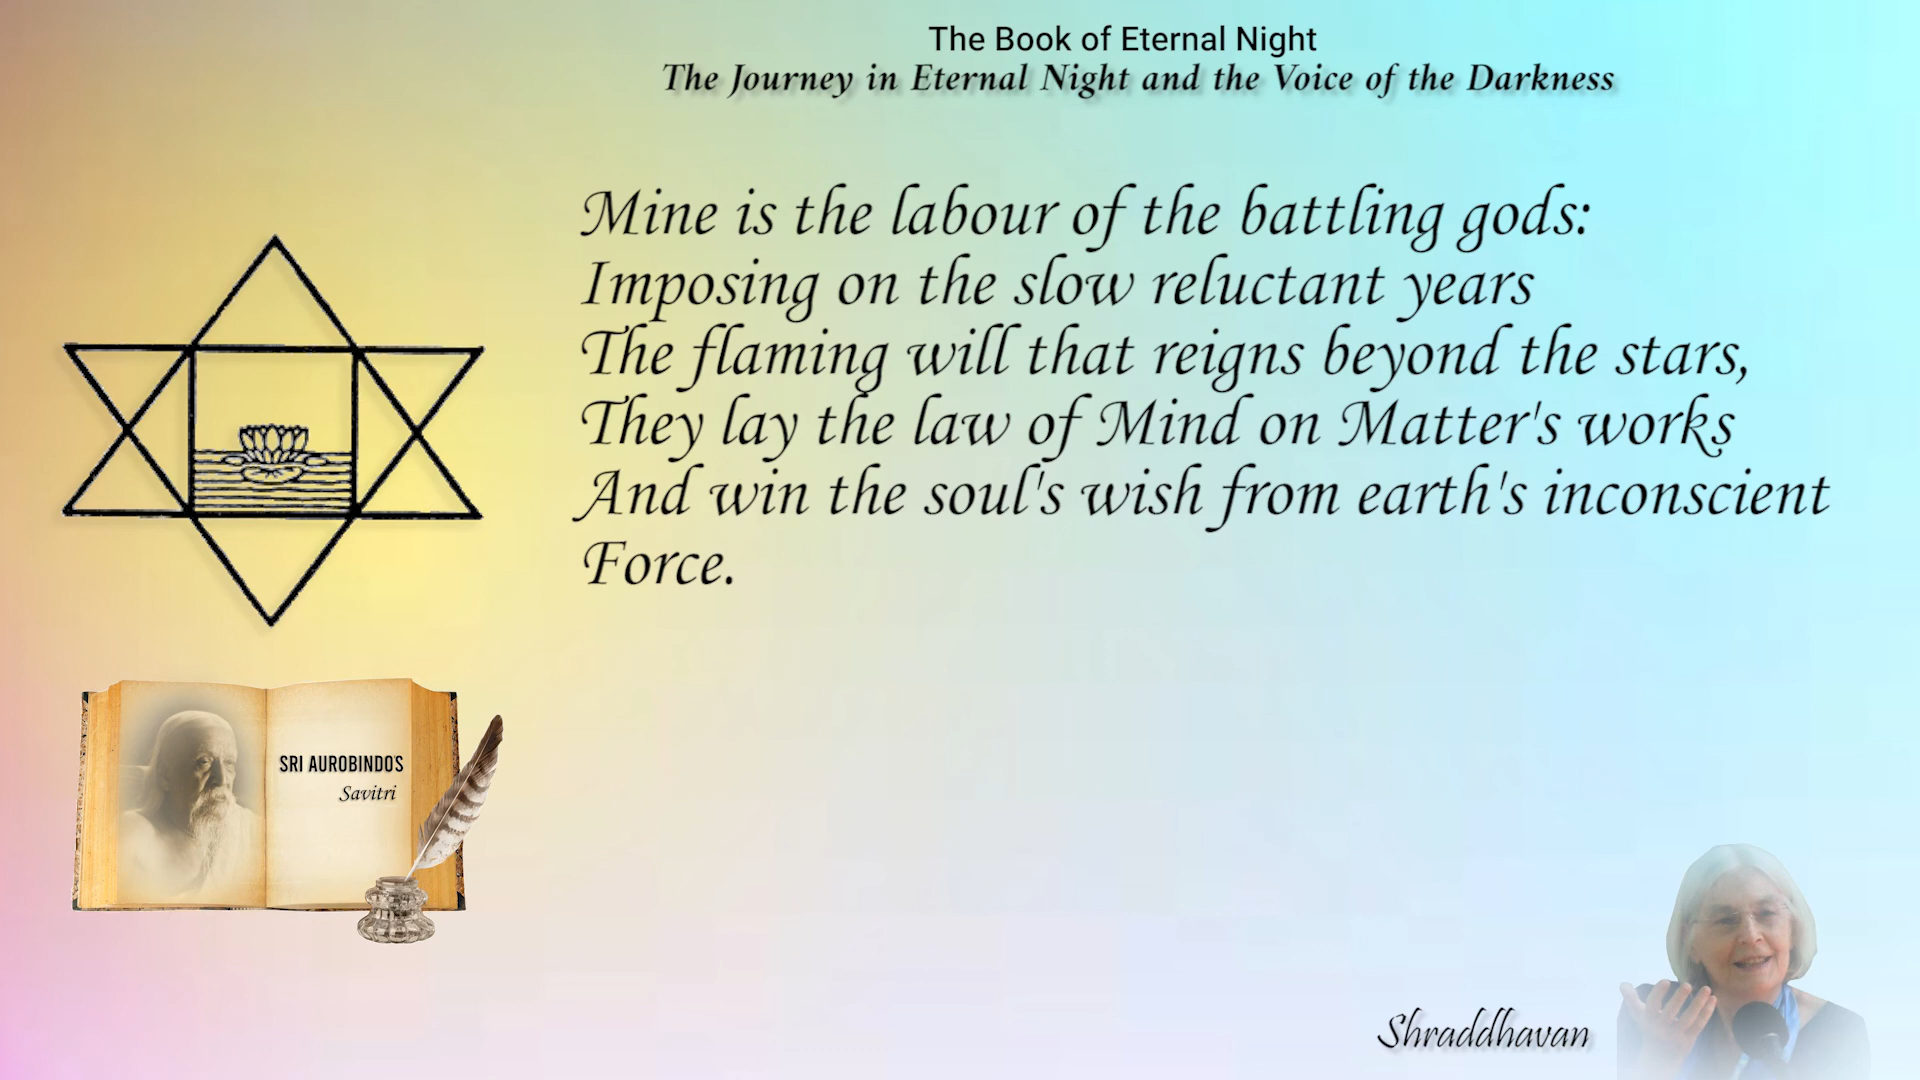 The Book of Eternal Night
The Journey in Eternal Night and the Voice of the Darkness
Mine is the labour of the battling gods:
Imposing on the slow reluctant years
The flaming will that reigns beyond the stars,
They lay the law of Mind on Matter's works
And win the soul's wish from earth's inconscient
Force.
SRI AUROBINDO'S
Savitri
Shraddhavan